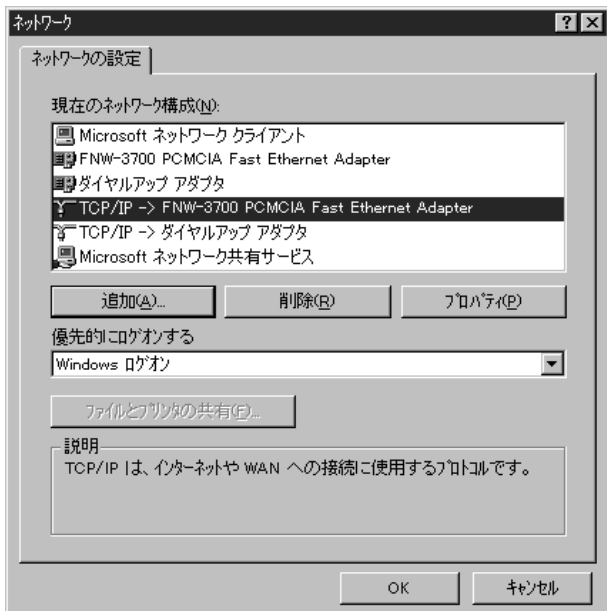 ネットワーク
ネットワークの設定
現在のネットワーク構成(N):
Microsoft ネットワーク クライアント
FNW-3700 PCMCIA Fast Ethernet Adapter
ダイヤルアップ アダプタ
TCP/IP -> FNW-3700 PCMCIA Fast Ethernet Adapter
TCP/IP -> ダイヤルアップ アダプタ
Microsoft ネットワーク共有サービス
追加(A)... 削除(R) プロパティ(P)
優先的にログオンする
Windows ログオン
ファイルとプリンタの共有(F)...
説明
TCP/IP は、インターネットや WAN への接続に使用するプロトコルです。
OK キャンセル